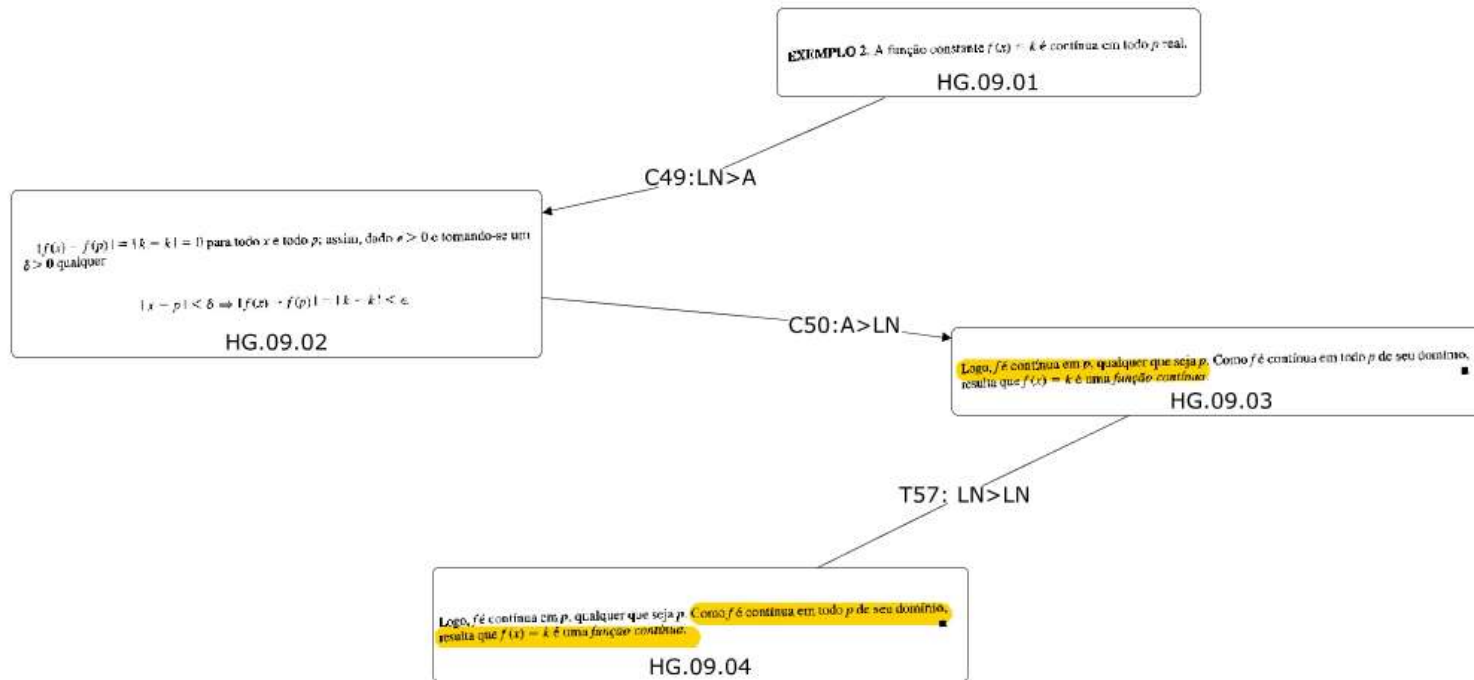 EXEMPLO 2. A função constante f (x) = k é contínua em todo p real.
HG.09.01
C49:LN>A
| f (x) − f (p) | = | k − k | = 0 para todo x e todo p; assim, dado ϵ > 0 e tomando-se um
δ > 0 qualquer
| x − p | < δ ⇒ | f (x) − f (p) | = | k − k | < ϵ.
HG.09.02
C50:A>LN
Logo, f é contínua em p, qualquer que seja p. Como f é contínua em todo p de seu domínio,
resulta que f (x) = k é uma função contínua.
HG.09.03
T57: LN>LN
Logo, f é contínua em p, qualquer que seja p. Como f é contínua em todo p de seu domínio,
resulta que f (x) = k é uma função contínua.
HG.09.04